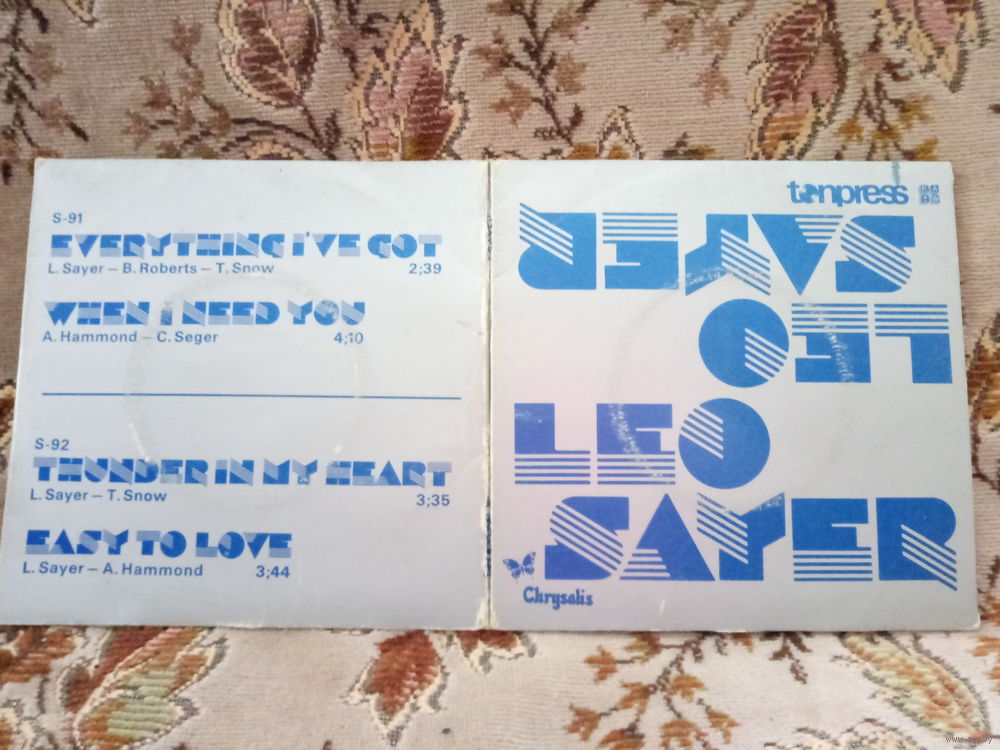 S-91
EVERYTHING I'VE GOT
L. Sayer – B. Roberts – T. Snow 2;39
WHEN I NEED YOU
A. Hammond – C. Seger 4;10
S-92
THUNDER IN MY HEART
L. Sayer – T. Snow 3;35
EASY TO LOVE
L. Sayer – A. Hammond 3;44
tonpress
SAYER
LEO
LEO
SAYER
Chrysalis